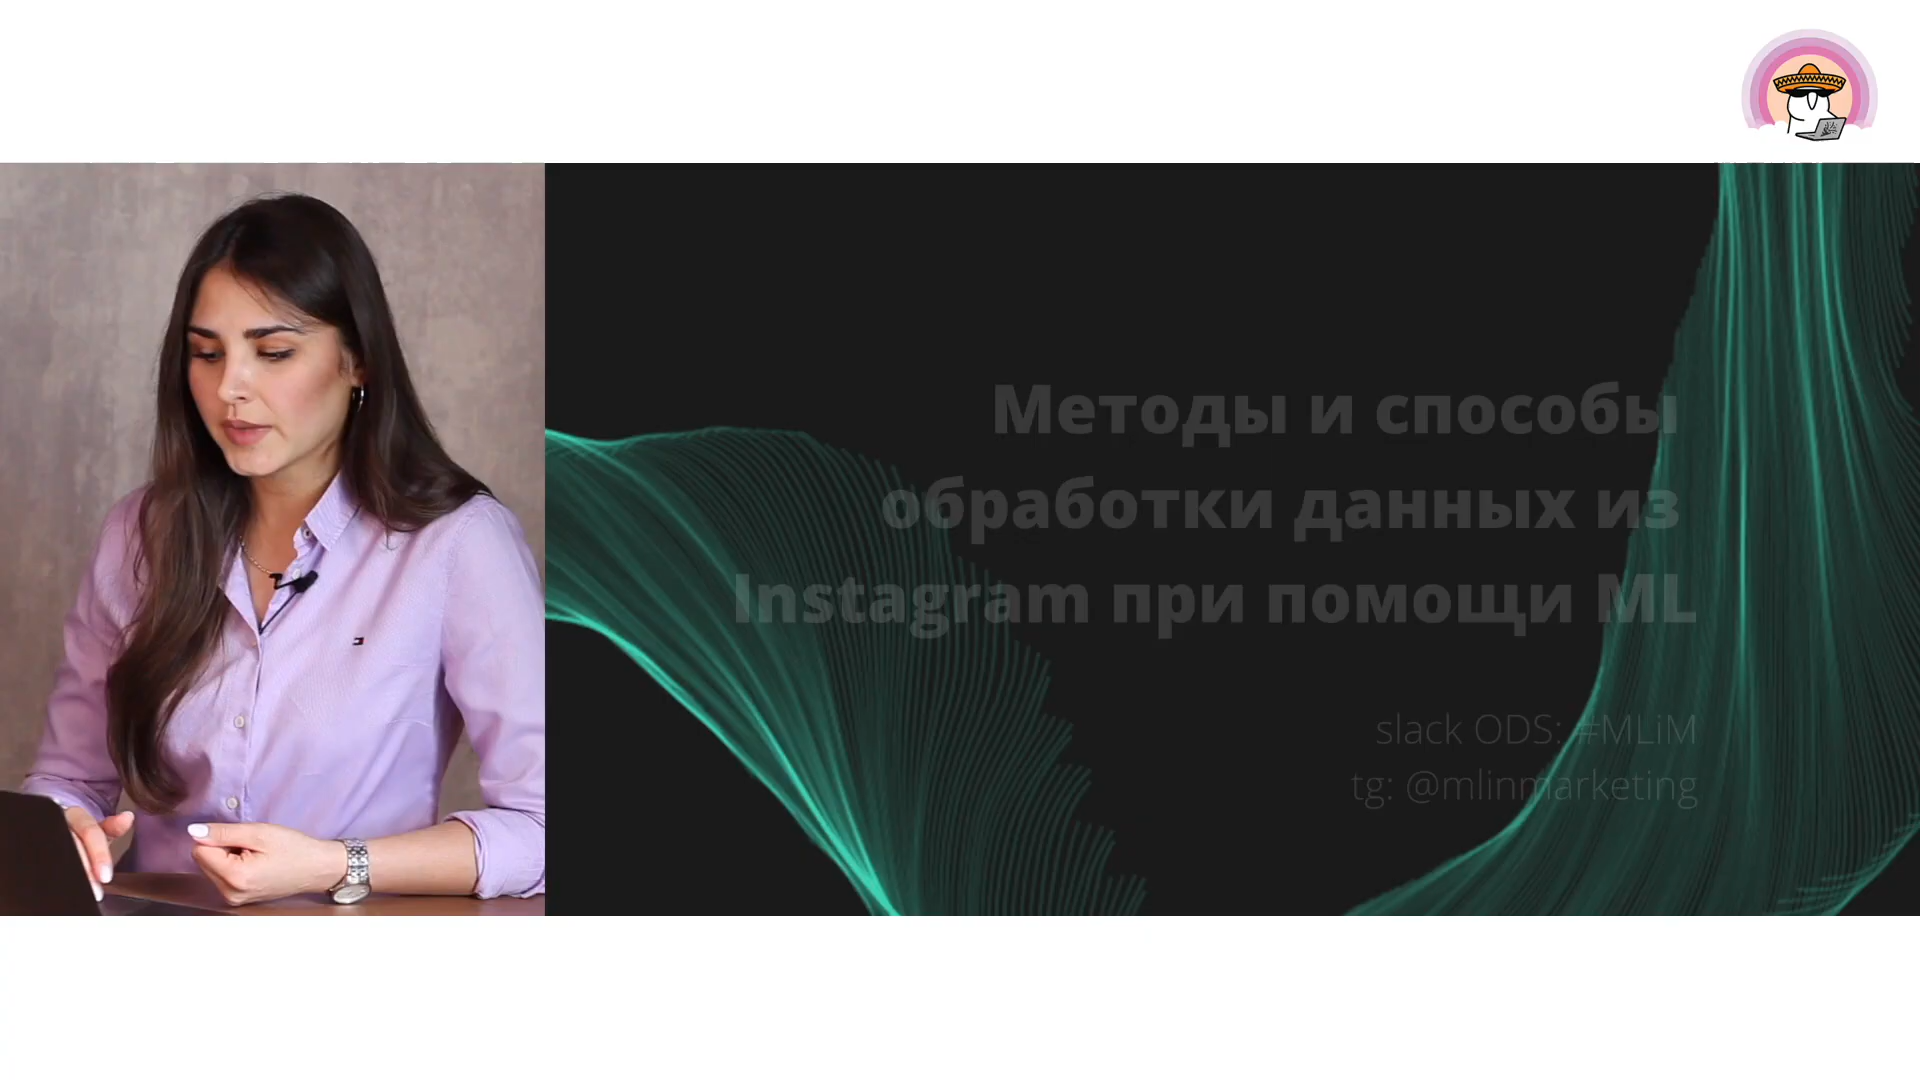 Методы и способы
обработки данных из
Instagram при помощи ML
slack ODS: #MLiM
tg: @mlinmarketing